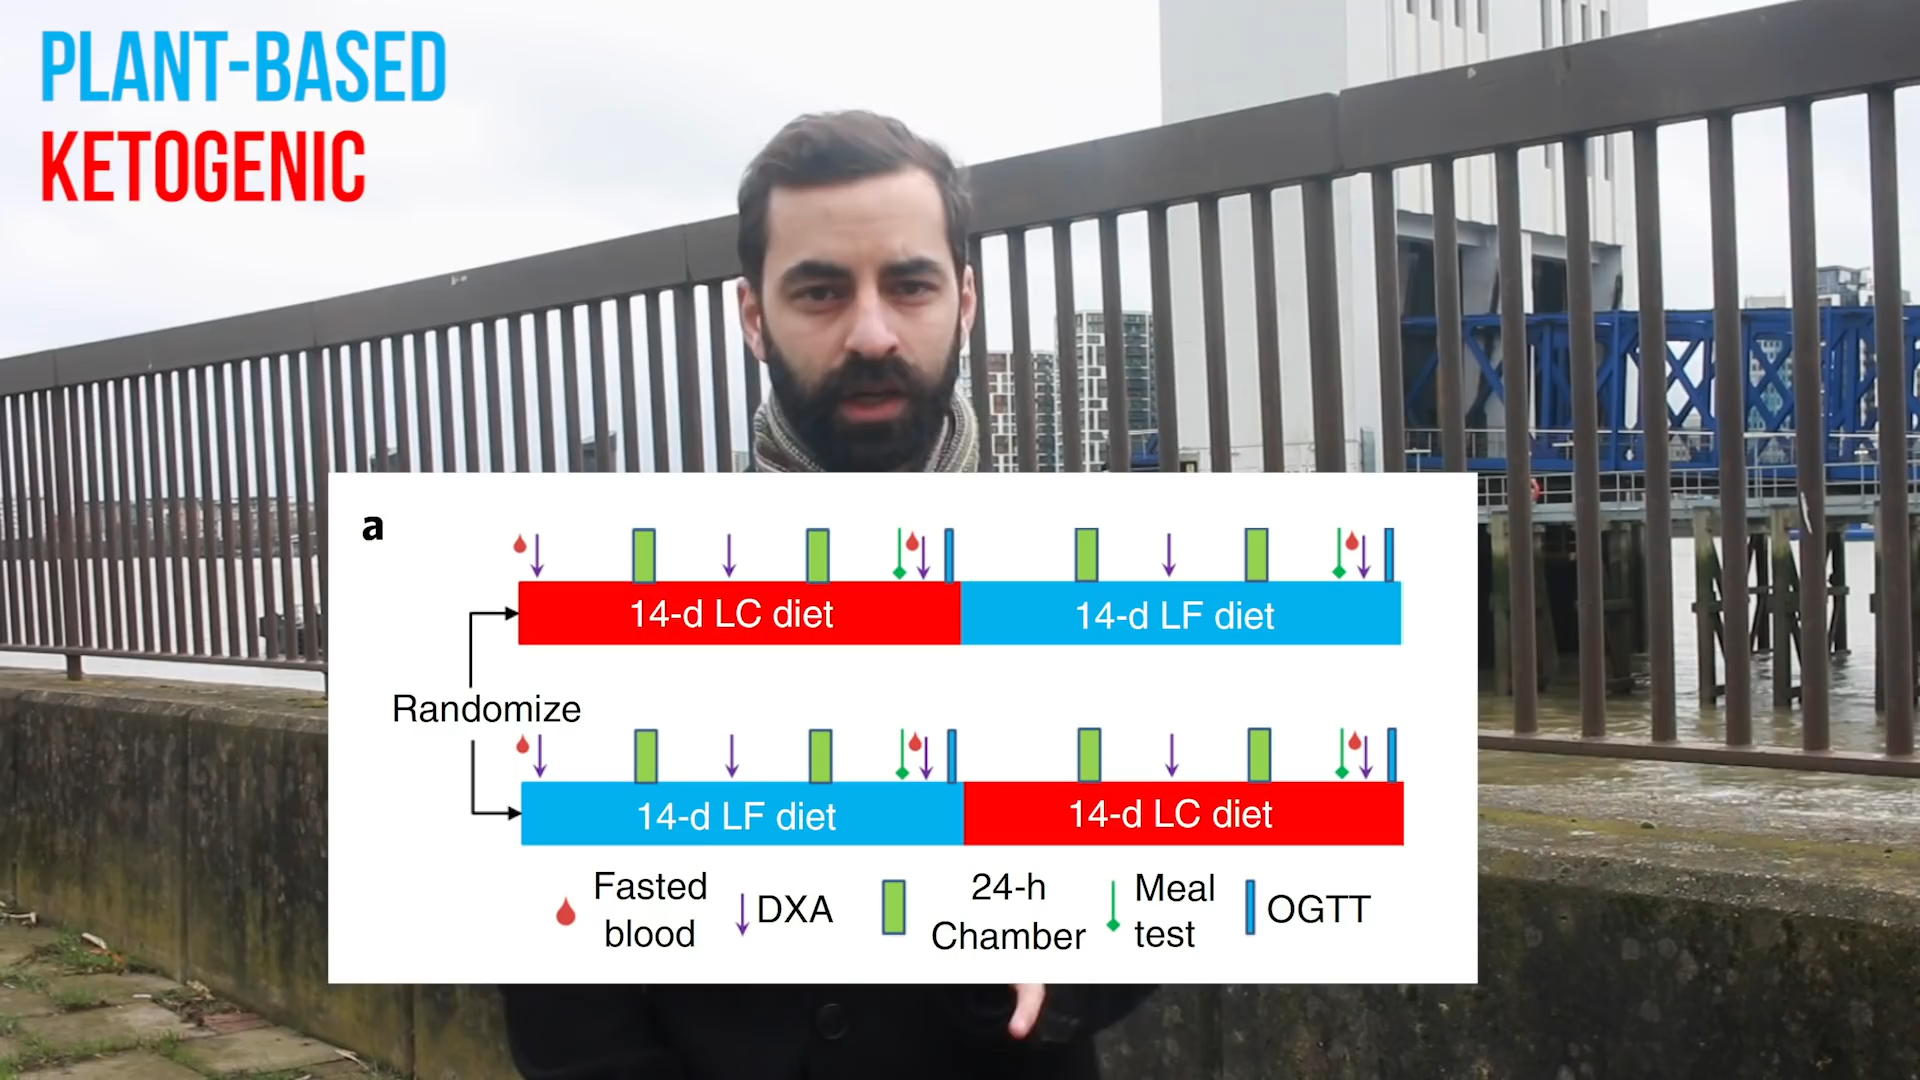 PLANT-BASED
KETOGENIC
a
14-d LC diet
14-d LF diet
Randomize
14-d LF diet
14-d LC diet
Fasted
blood
DXA
24-h
Chamber
Meal
test
OGTT